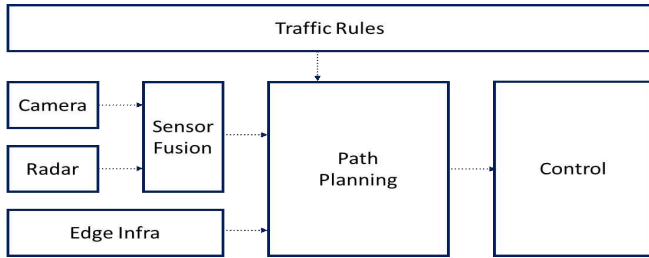 Traffic Rules
Camera
Sensor
Fusion
Radar
Path
Planning
Control
Edge Infra